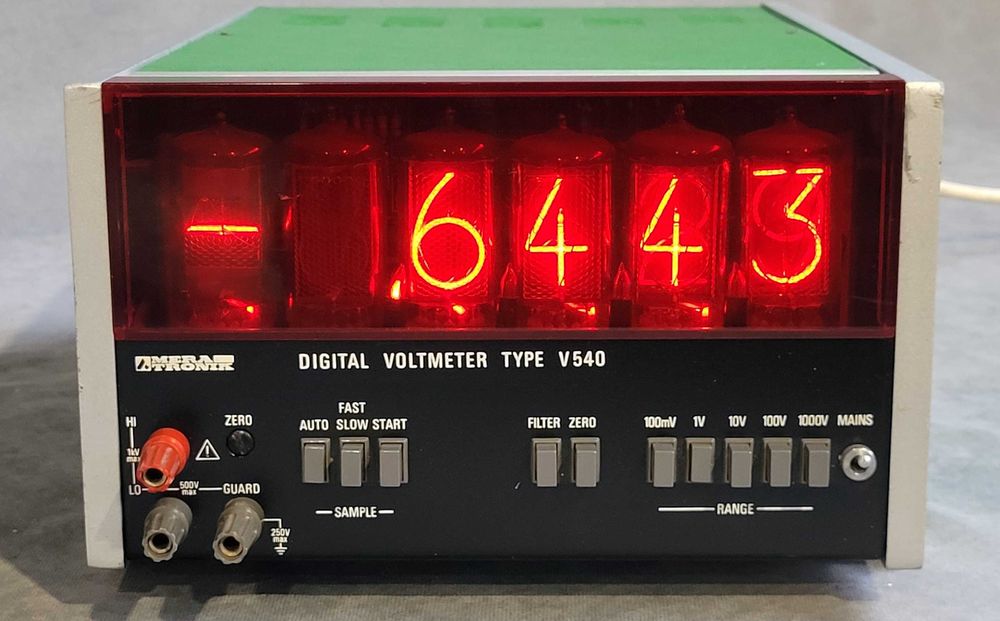 - 6443
MERA
TRONIK
DIGITAL VOLTMETER TYPE V540
HI
1kV
max
LO
500V
max
GUARD
250V
max
ZERO
AUTO
FAST
SLOW
START
SAMPLE
FILTER
ZERO
100mV
1V
10V
100V
1000V
RANGE
MAINS